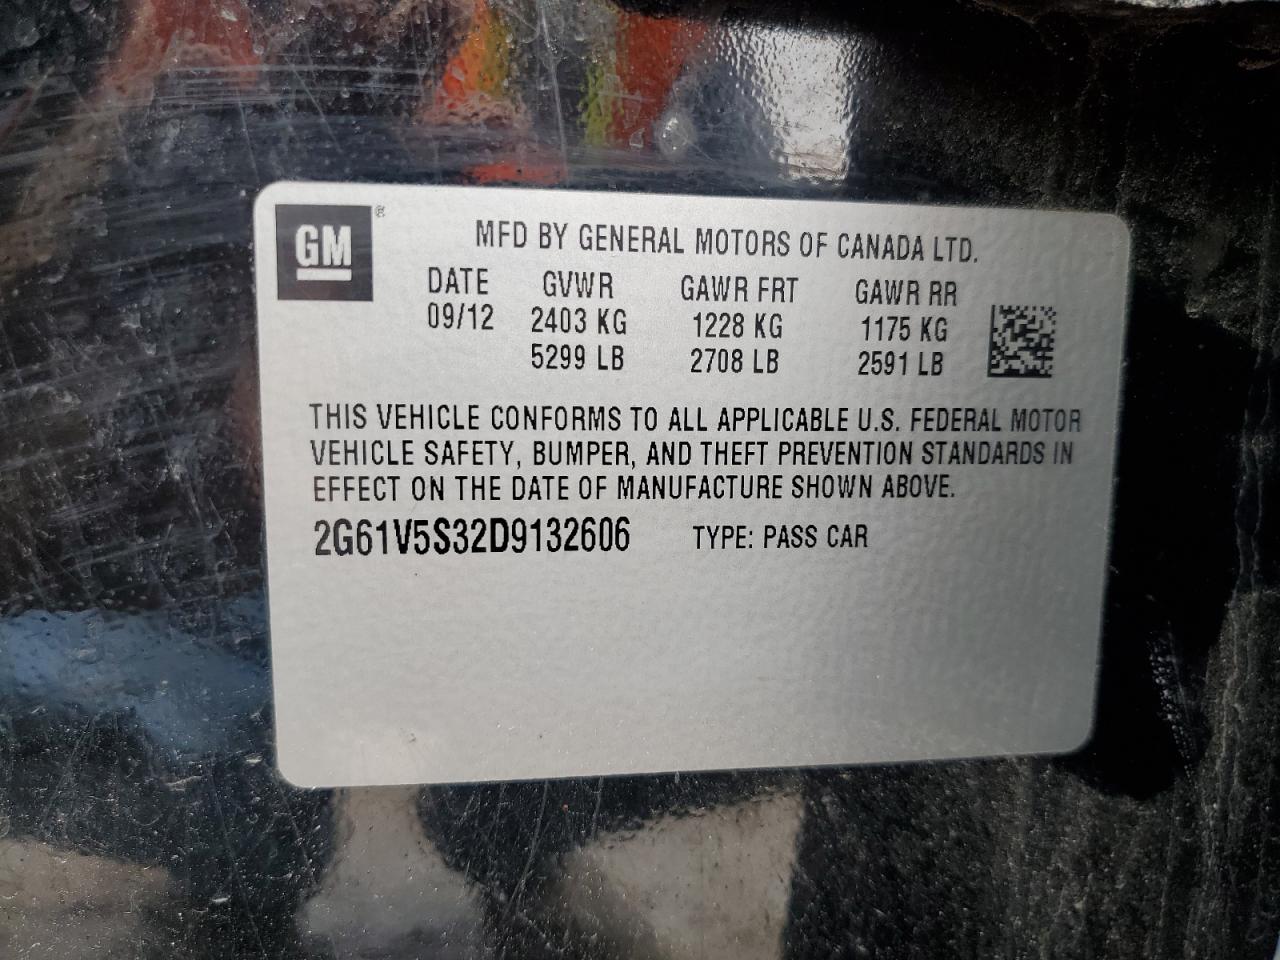 GM®
MFD BY GENERAL MOTORS OF CANADA LTD.
DATE GVWR GAWR FRT GAWR RR
09/12 2403 KG 1228 KG 1175 KG
5299 LB 2708 LB 2591 LB
THIS VEHICLE CONFORMS TO ALL APPLICABLE U.S. FEDERAL MOTOR
VEHICLE SAFETY, BUMPER, AND THEFT PREVENTION STANDARDS IN
EFFECT ON THE DATE OF MANUFACTURE SHOWN ABOVE.
2G61V5S32D9132606 TYPE: PASS CAR